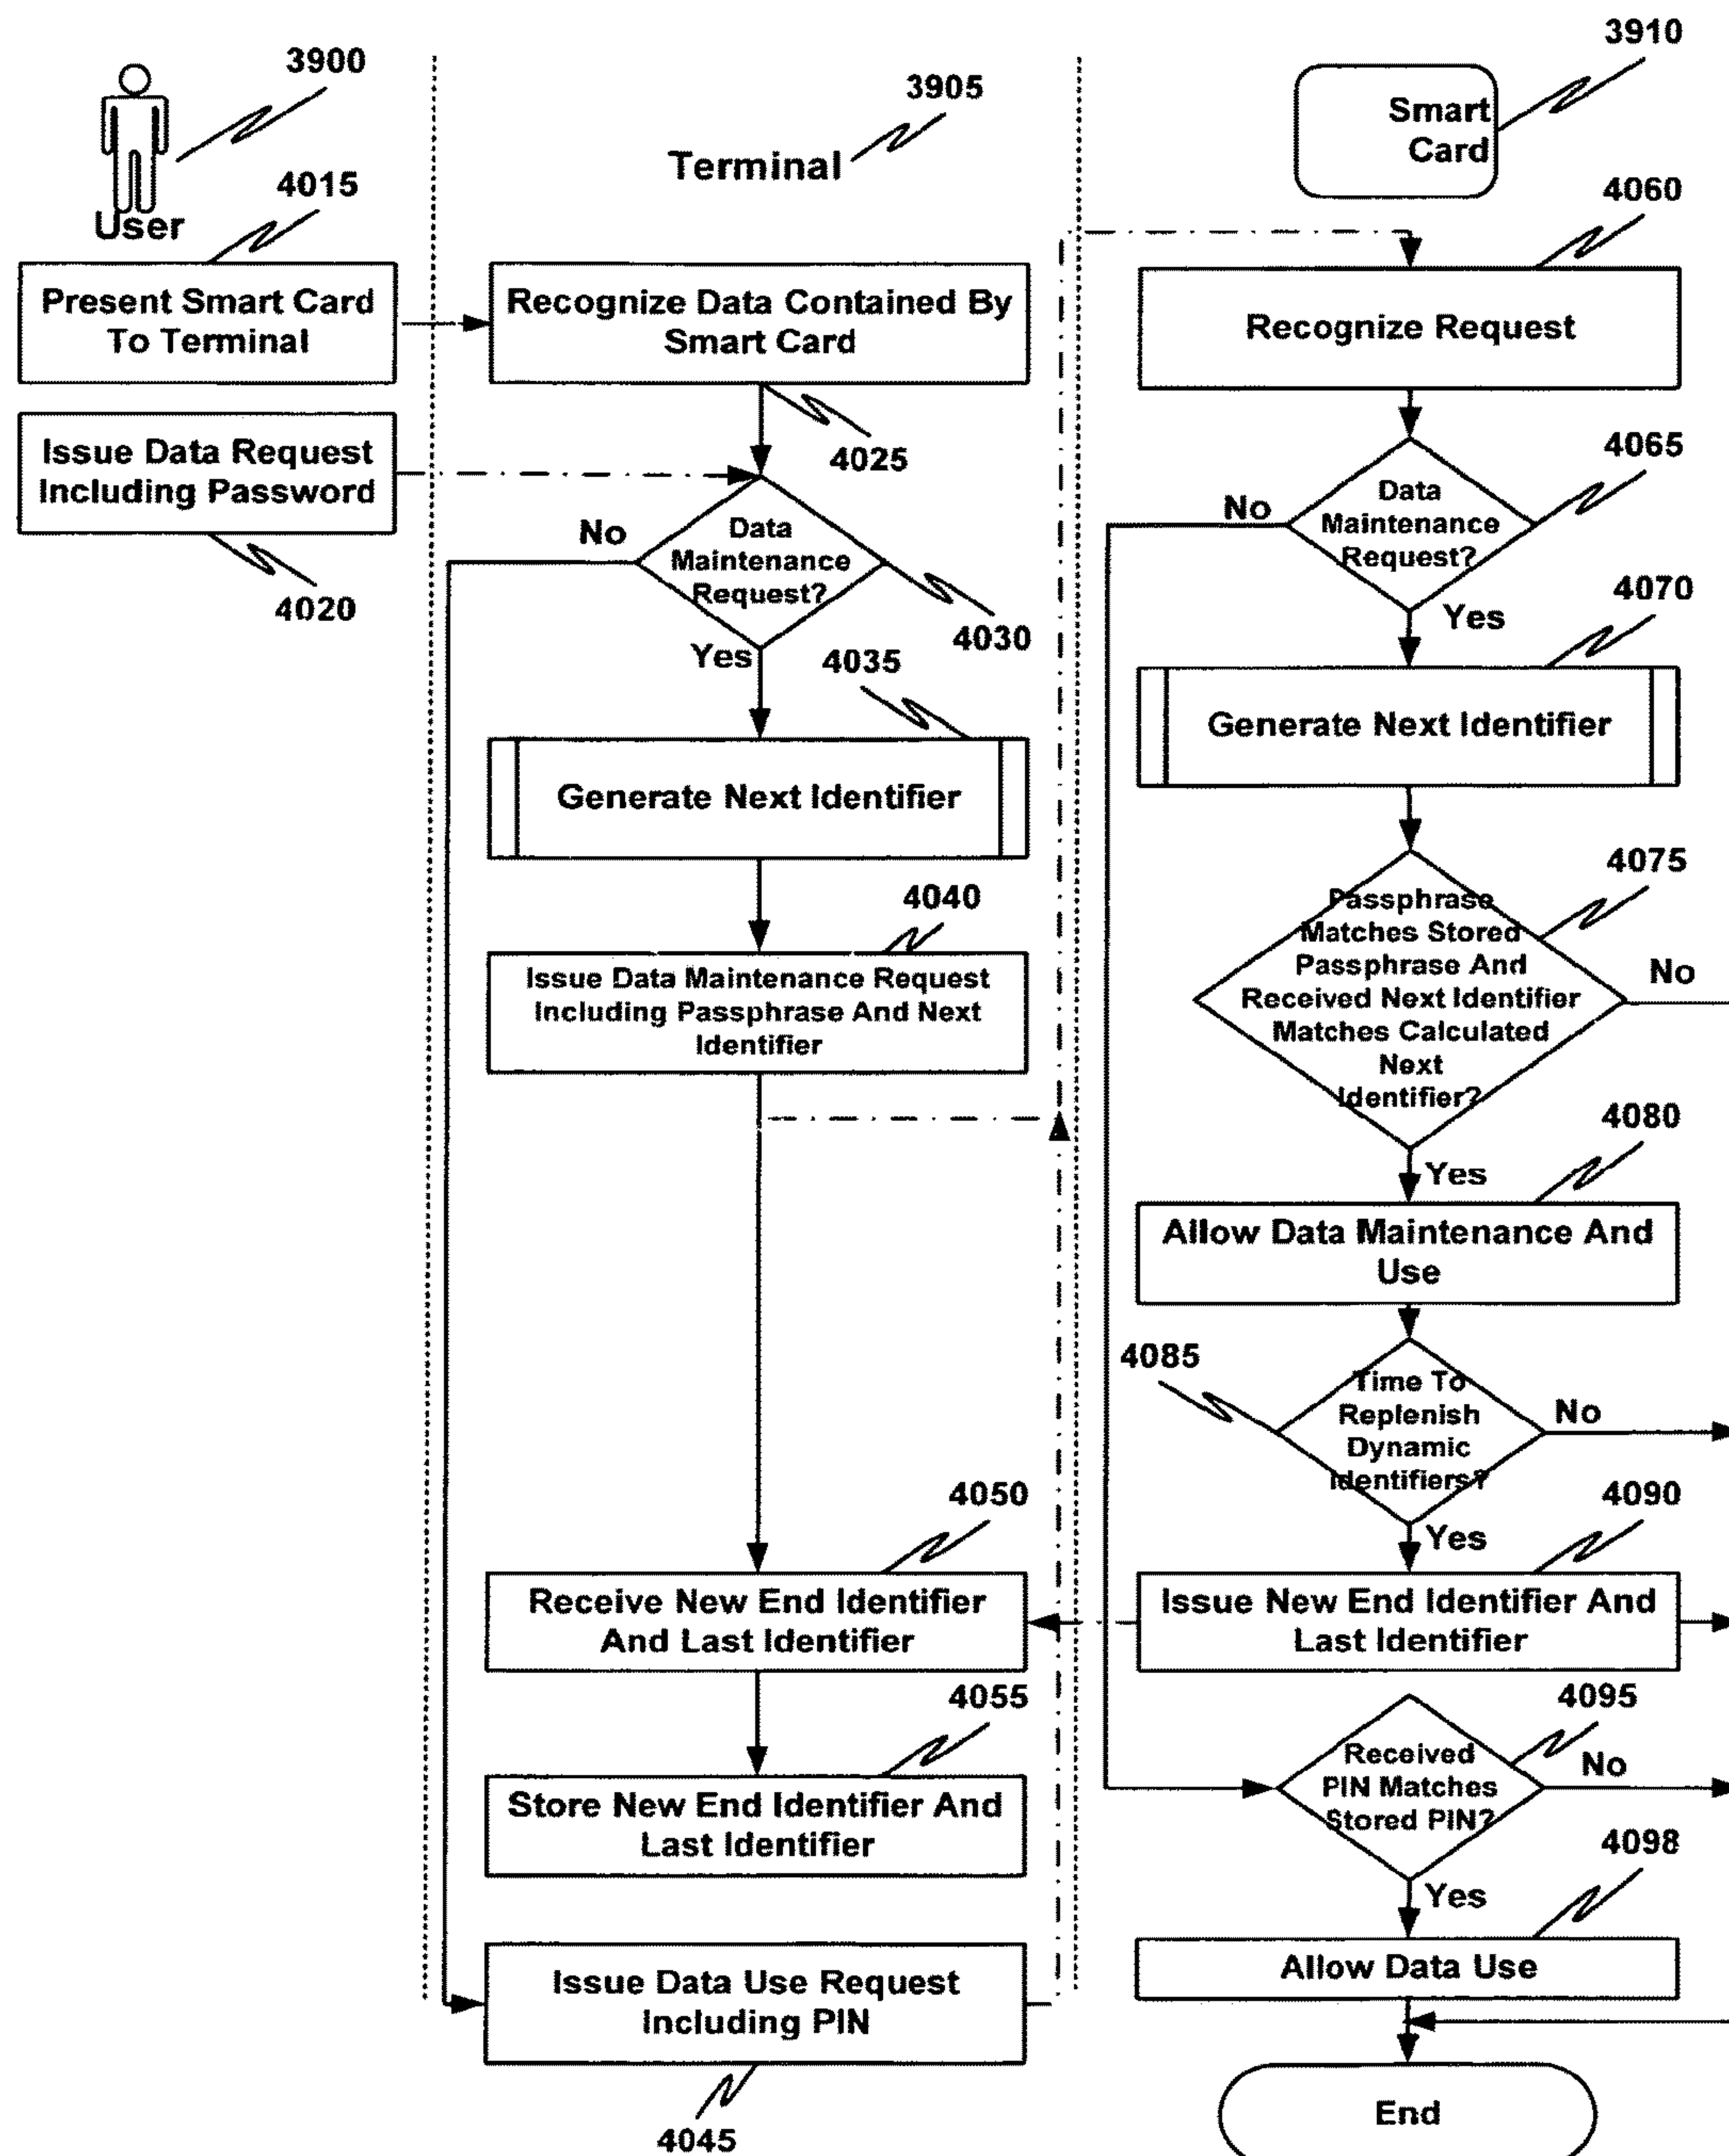 3900
User
4015
Present Smart Card
To Terminal
Issue Data Request
Including Password
4020
3905
Terminal
Recognize Data Contained By
Smart Card
4025
No
Data
Maintenance
Request?
4030
Yes
4035
Generate Next Identifier
4040
Issue Data Maintenance Request
Including Passphrase And Next
Identifier
4050
Receive New End Identifier
And Last Identifier
4055
Store New End Identifier And
Last Identifier
Issue Data Use Request
Including PIN
4045
3910
Smart
Card
4060
Recognize Request
4065
No
Data
Maintenance
Request?
4070
Yes
Generate Next Identifier
4075
Passphrase
Matches Stored
Passphrase And
Received Next Identifier
Matches Calculated
Next
Identifier?
No
4080
Yes
Allow Data Maintenance And
Use
4085
Time To
Replenish
Dynamic
Identifiers?
No
4090
Yes
Issue New End Identifier And
Last Identifier
4095
Received
PIN Matches
Stored PIN?
No
4098
Yes
Allow Data Use
End